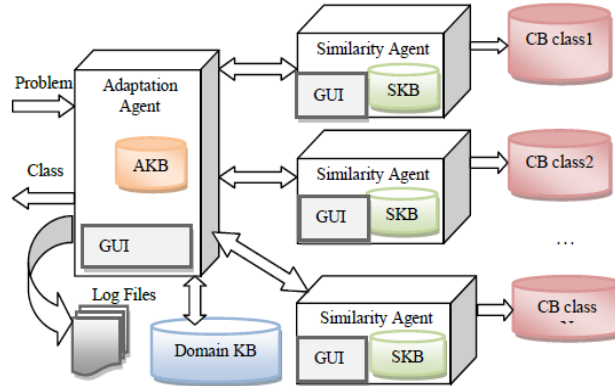 Problem
Adaptation
Agent
AKB
Class
GUI
Log Files
Domain KB
Similarity Agent
GUI
SKB
CB class1
Similarity Agent
GUI
SKB
CB class2
...
Similarity Agent
GUI
SKB
CB class